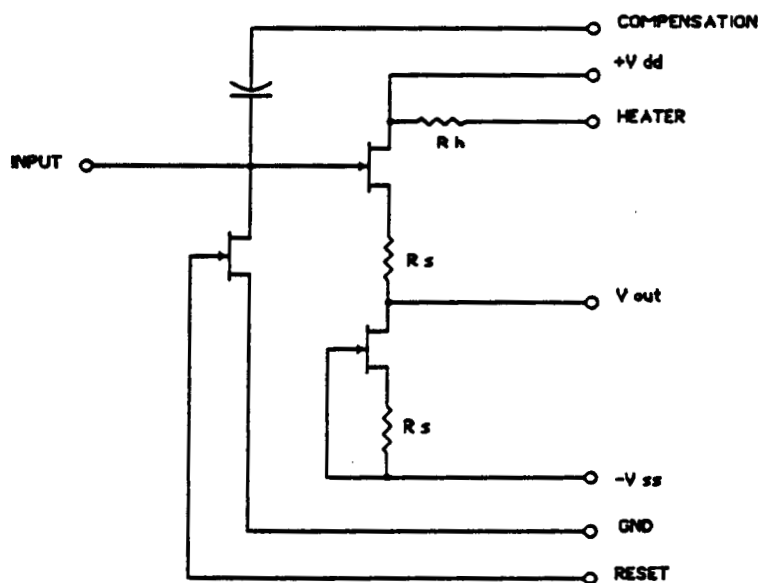 COMPENSATION
+V dd
HEATER
R h
INPUT
R s
V out
R s
-V ss
GND
RESET